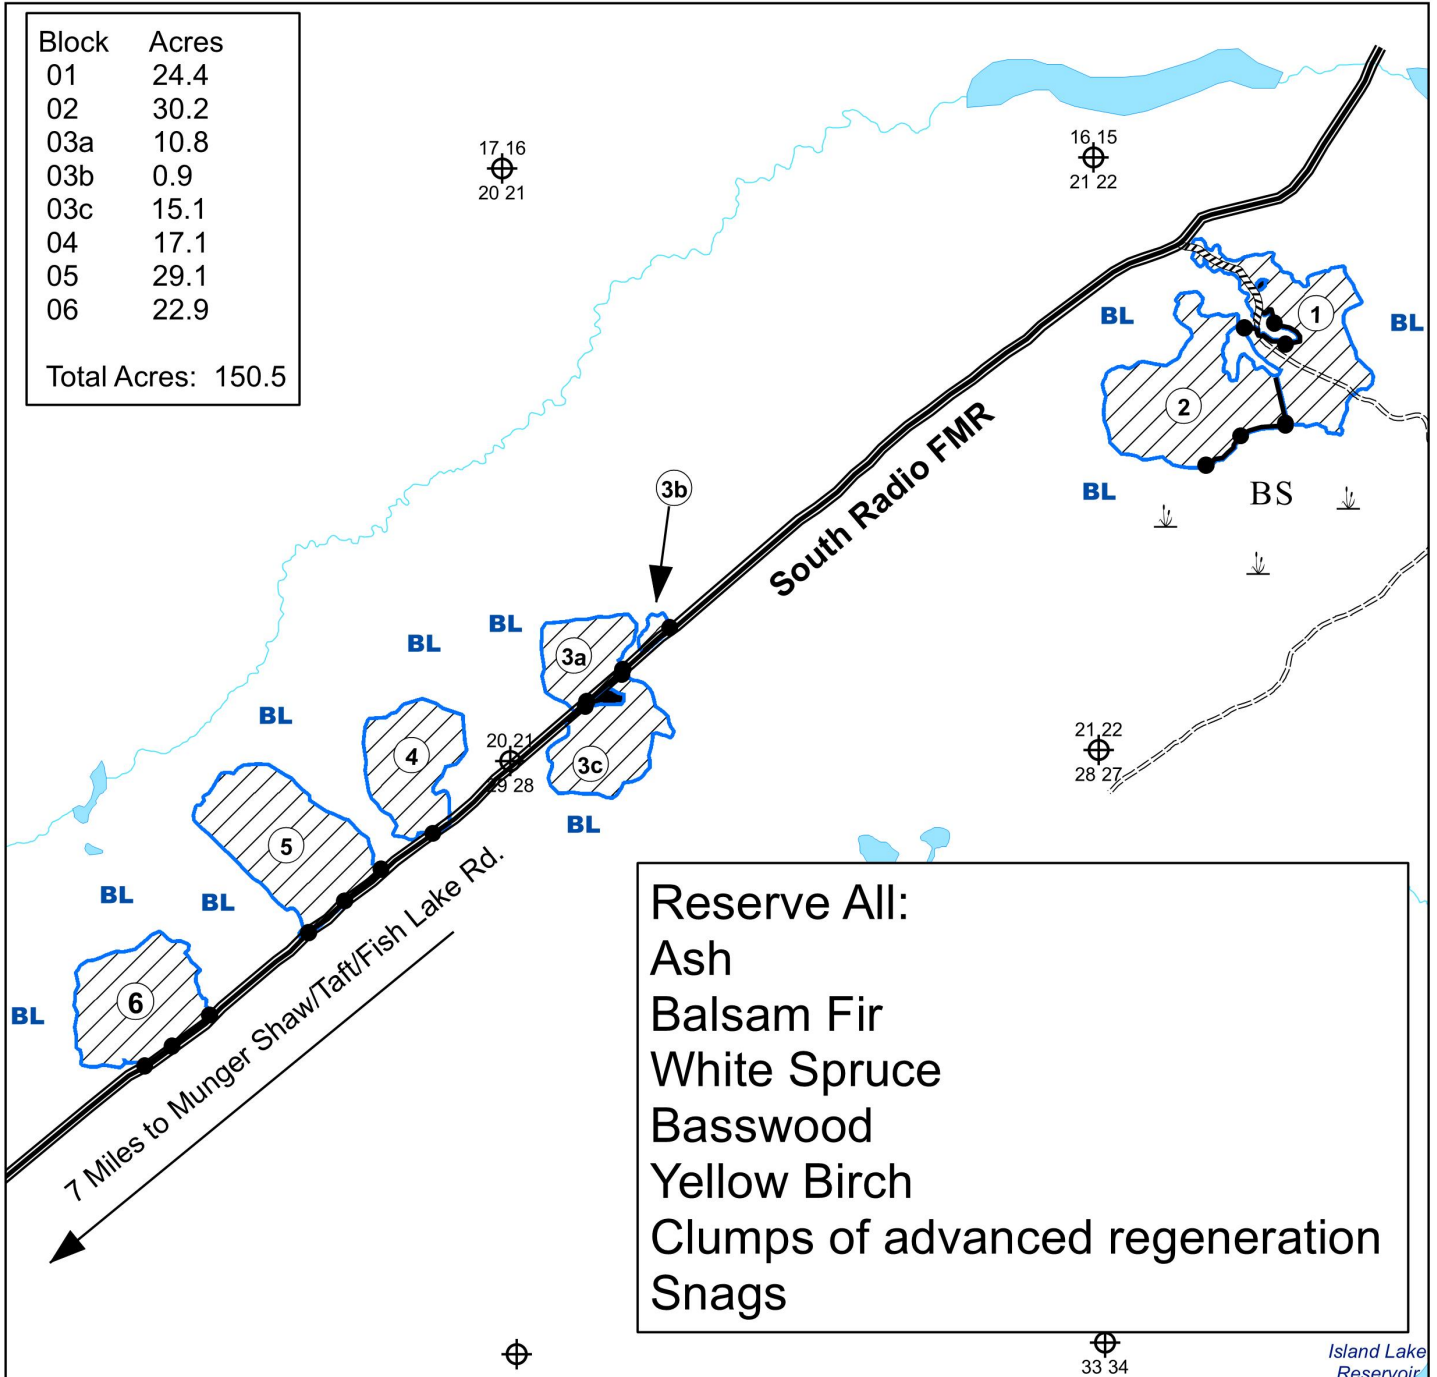 Block Acres
01 24.4
02 30.2
03a 10.8
03b 0.9
03c 15.1
04 17.1
05 29.1
06 22.9
Total Acres: 150.5
17 16
20 21
16 15
21 22
BL
1
BL
2
BL
BS
South Radio FMR
3b
BL
3a
BL
BL
4
20 21
29 28
3c
21 22
28 27
BL
5
BL
BL
6
BL
7 Miles to Munger Shaw/Taft/Fish Lake Rd.
Reserve All:
Ash
Balsam Fir
White Spruce
Basswood
Yellow Birch
Clumps of advanced regeneration
Snags
33 34
Island Lake
Reservoir